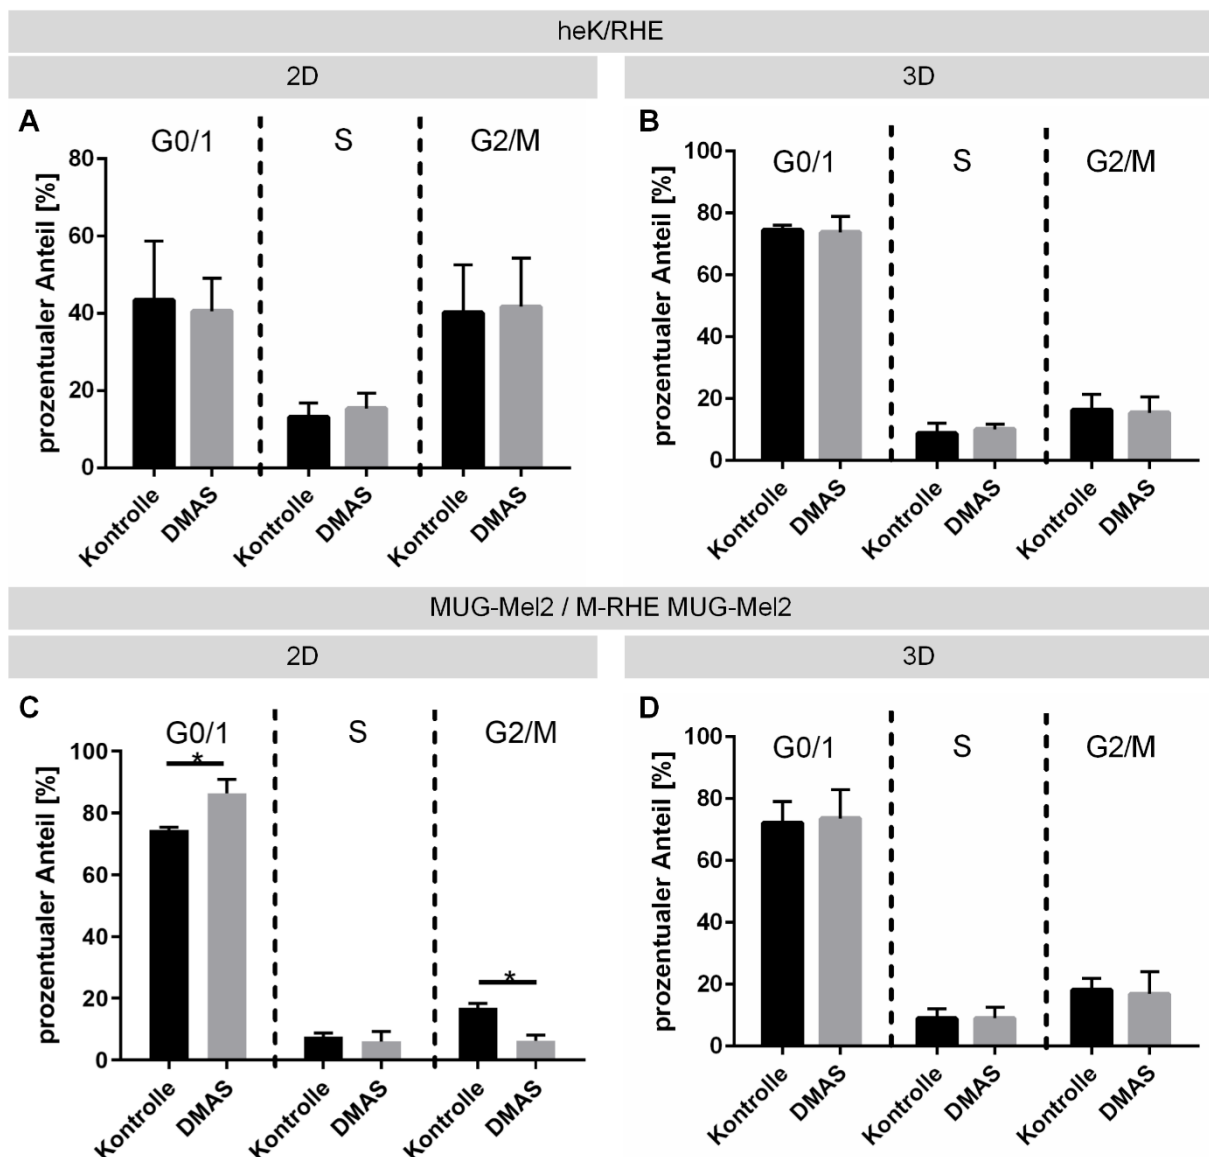 heK/RHE
2D
3D
A
G0/1
S
G2/M
prozentualer Anteil [%]
80
60
40
20
0
Kontrolle
DMAS
Kontrolle
DMAS
Kontrolle
DMAS
B
G0/1
S
G2/M
prozentualer Anteil [%]
100
80
60
40
20
0
Kontrolle
DMAS
Kontrolle
DMAS
Kontrolle
DMAS
MUG-Mel2 / M-RHE MUG-Mel2
2D
3D
C
G0/1
S
G2/M
prozentualer Anteil [%]
100
80
60
40
20
0
*
*
Kontrolle
DMAS
Kontrolle
DMAS
Kontrolle
DMAS
D
G0/1
S
G2/M
prozentualer Anteil [%]
100
80
60
40
20
0
Kontrolle
DMAS
Kontrolle
DMAS
Kontrolle
DMAS